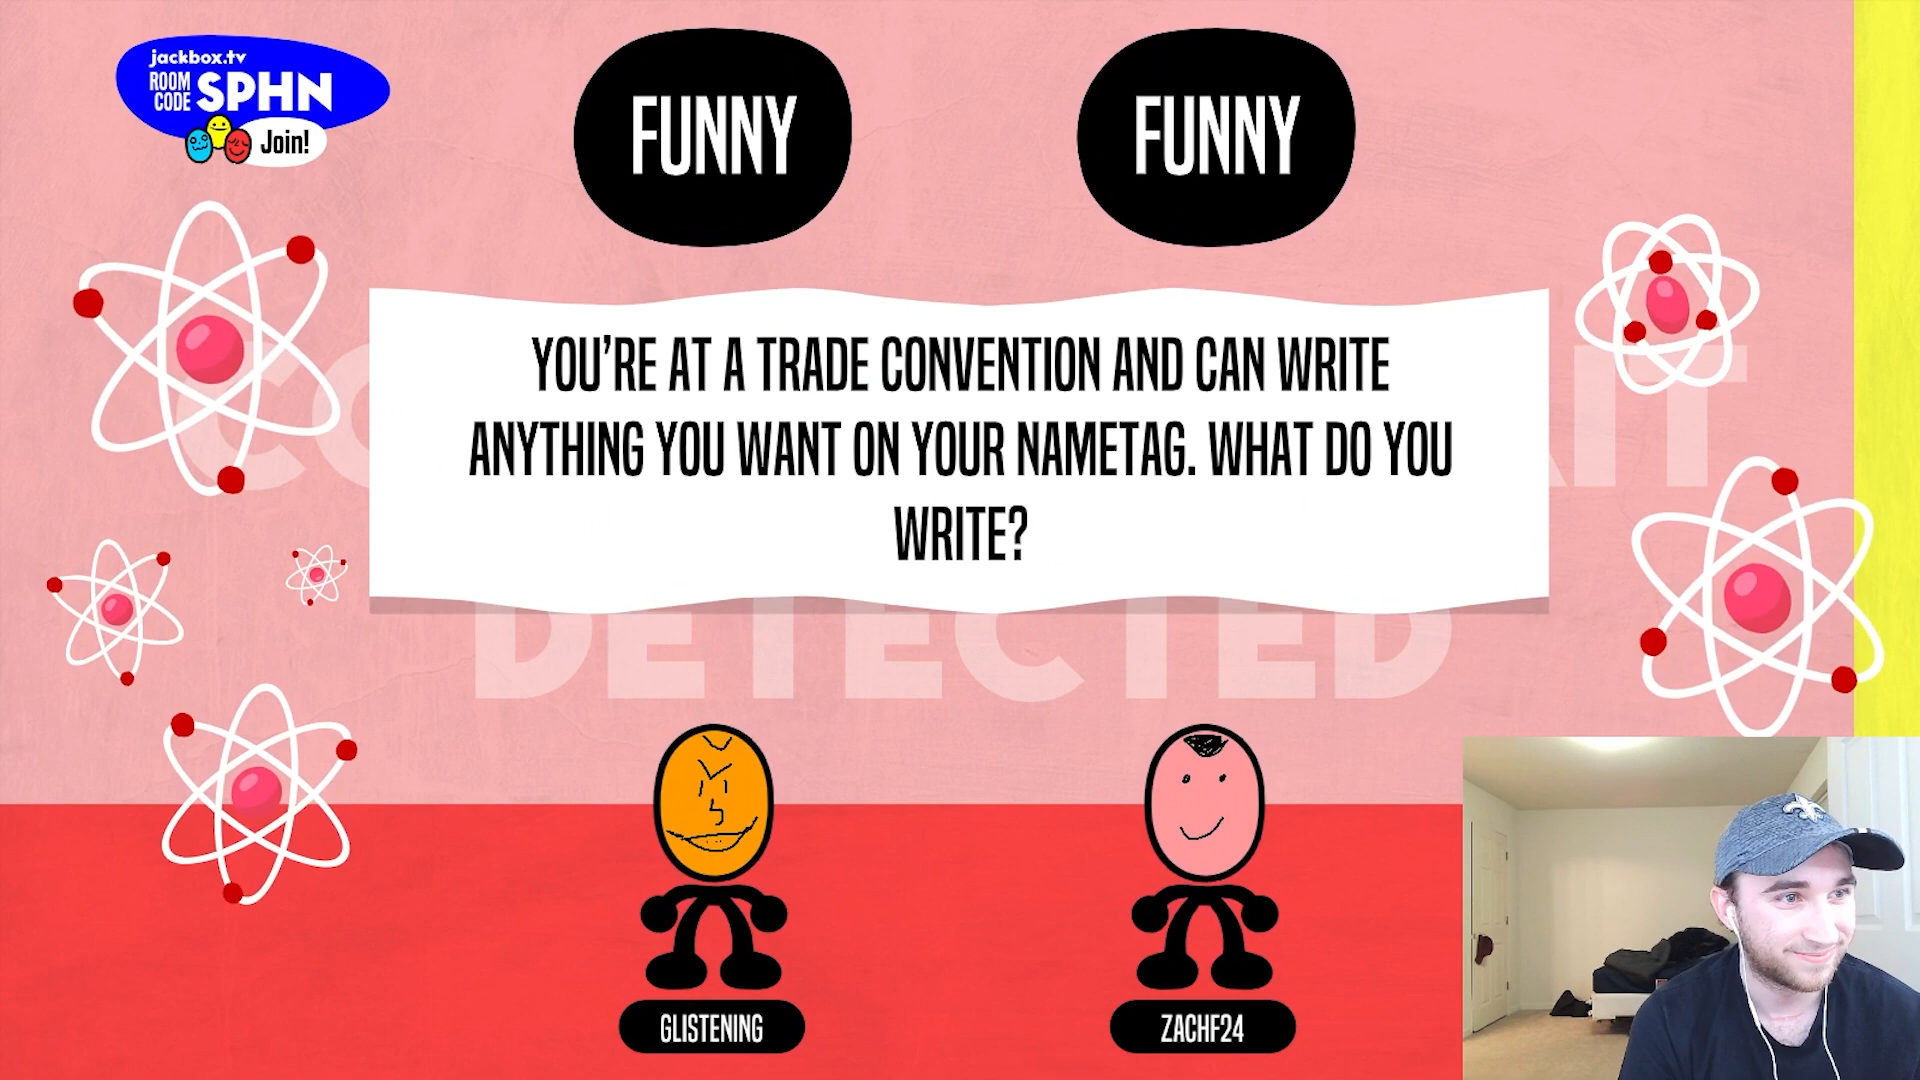 jackbox.tv
ROOM CODE SPHN
Join!
FUNNY
FUNNY
YOU'RE AT A TRADE CONVENTION AND CAN WRITE
ANYTHING YOU WANT ON YOUR NAMETAG. WHAT DO YOU
WRITE?
DETECTED
GLISTENING
ZACHF24